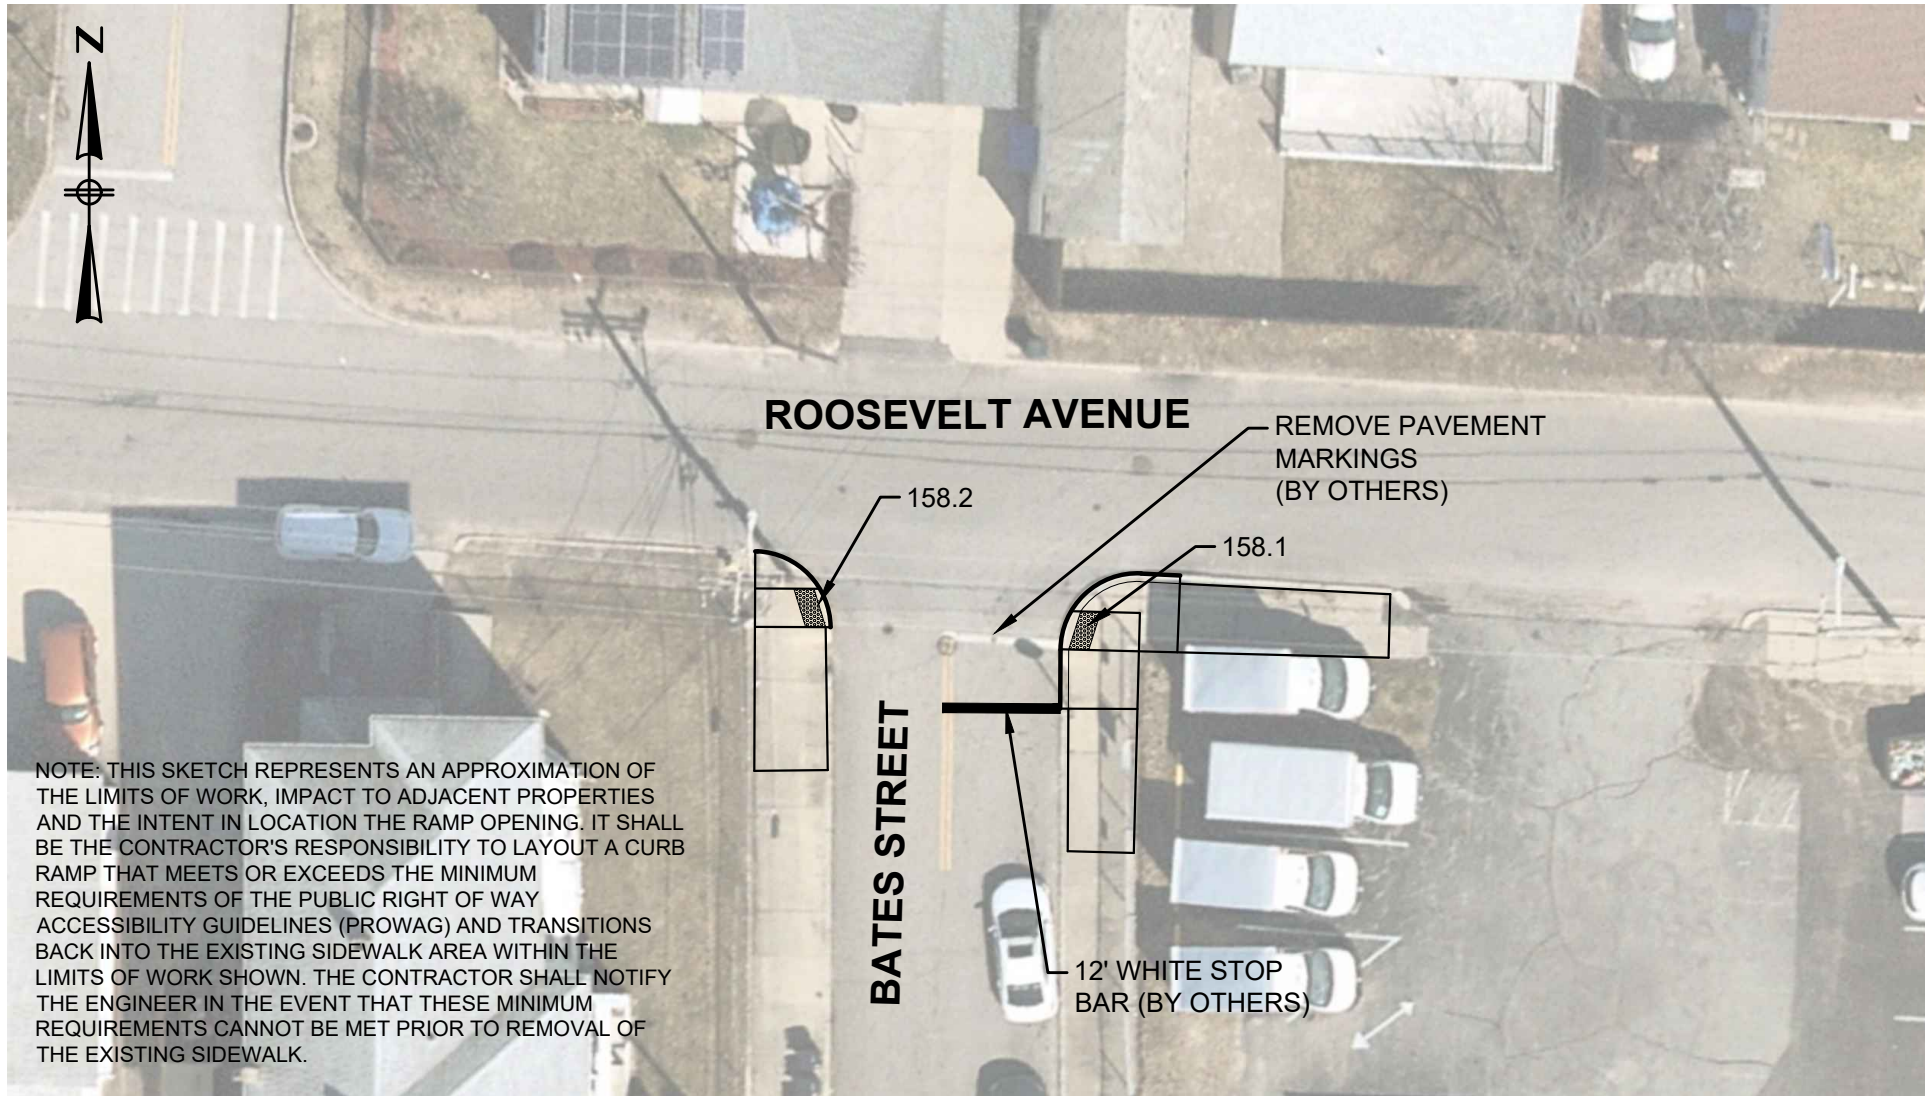 N
ROOSEVELT AVENUE
REMOVE PAVEMENT
MARKINGS
(BY OTHERS)
158.2
158.1
BATES STREET
NOTE: THIS SKETCH REPRESENTS AN APPROXIMATION OF
THE LIMITS OF WORK, IMPACT TO ADJACENT PROPERTIES
AND THE INTENT IN LOCATION THE RAMP OPENING. IT SHALL
BE THE CONTRACTOR'S RESPONSIBILITY TO LAYOUT A CURB
RAMP THAT MEETS OR EXCEEDS THE MINIMUM
REQUIREMENTS OF THE PUBLIC RIGHT OF WAY
ACCESSIBILITY GUIDELINES (PROWAG) AND TRANSITIONS
BACK INTO THE EXISTING SIDEWALK AREA WITHIN THE
LIMITS OF WORK SHOWN. THE CONTRACTOR SHALL NOTIFY
THE ENGINEER IN THE EVENT THAT THESE MINIMUM
REQUIREMENTS CANNOT BE MET PRIOR TO REMOVAL OF
THE EXISTING SIDEWALK.
12' WHITE STOP
BAR (BY OTHERS)